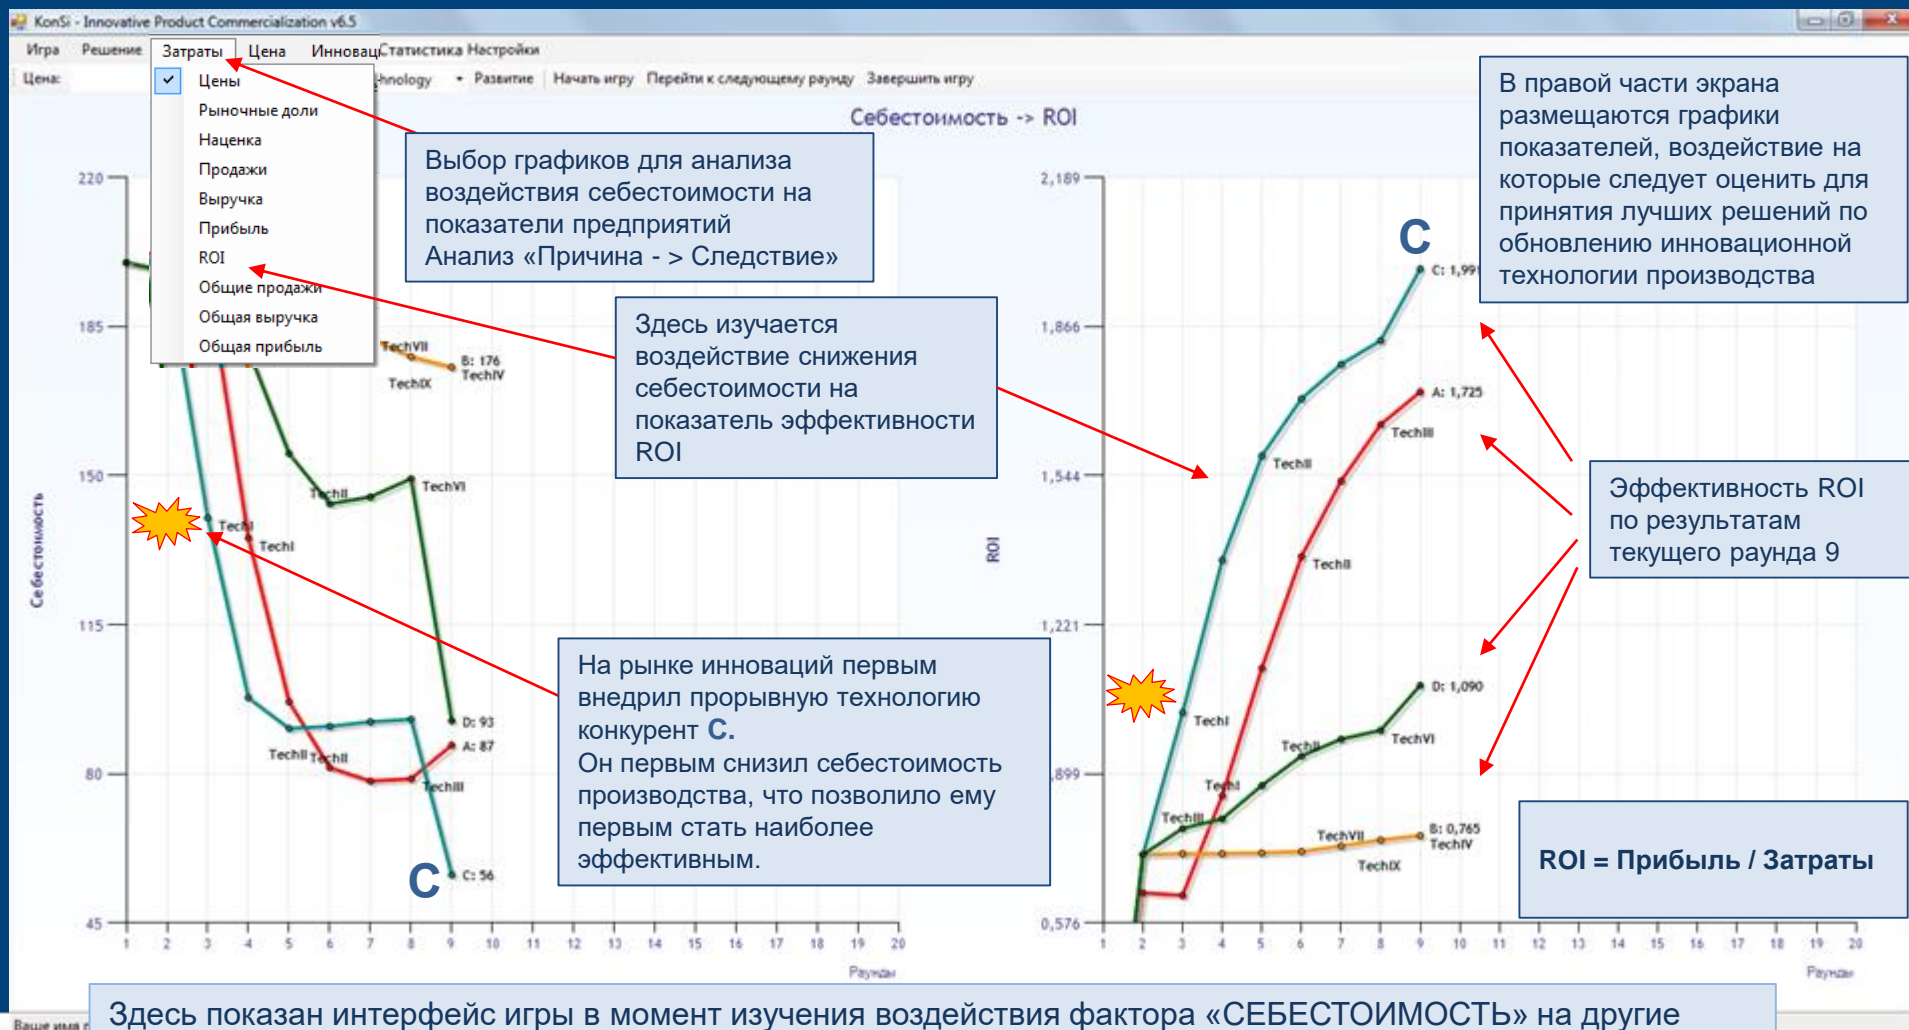 KonSi - Innovative Product Commercialization v6.5
Игра Решение Затраты Цена Инновац Статистика Настройки
Цена: hnology Развитие Начать игру Перейти к следующему раунду Завершить игру
Цены
Рыночные доли
Наценка
Продажи
Выручка
Прибыль
ROI
Общие продажи
Общая выручка
Общая прибыль
Себестоимость -> ROI
Выбор графиков для анализа
воздействия себестоимости на
показатели предприятий
Анализ «Причина - > Следствие»
В правой части экрана
размещаются графики
показателей, воздействие на
которые следует оценить для
принятия лучших решений по
обновлению инновационной
технологии производства
Здесь изучается
воздействие снижения
себестоимости на
показатель эффективности
ROI
На рынке инноваций первым
внедрил прорывную технологию
конкурент С.
Он первым снизил себестоимость
производства, что позволило ему
первым стать наиболее
эффективным.
Эффективность ROI
по результатам
текущего раунда 9
ROI = Прибыль / Затраты
Себестоимость
220
185
150
115
80
45
1 2 3 4 5 6 7 8 9 10 11 12 13 14 15 16 17 18 19 20
Раунды
TechVII
B: 176
TechIV
TechIX
TechII
TechVI
TechI
TechI
D: 93
A: 87
TechII
TechII
TechIII
C
C: 56
ROI
2,189
1,866
1,544
1,221
,899
0,576
1 2 3 4 5 6 7 8 9 10 11 12 13 14 15 16 17 18 19 20
Раунды
C
C: 1,991
A: 1,725
TechIII
TechII
TechII
D: 1,090
TechI
TechII
TechVI
TechI
TechIII
TechVII
B: 0,765
TechIV
TechIX
Ваше имя
Здесь показан интерфейс игры в момент изучения воздействия фактора «СЕБЕСТОИМОСТЬ» на другие